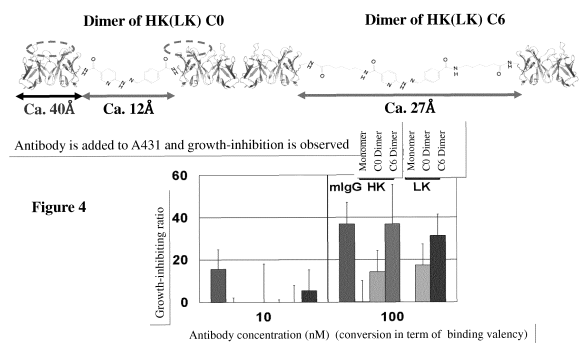 Dimer of HK(LK) C0
Dimer of HK(LK) C6
Ca. 40Å
Ca. 12Å
Ca. 27Å
Antibody is added to A431 and growth-inhibition is observed
Monomer
C0 Dimer
C6 Dimer
Monomer
C0 Dimer
C6 Dimer
mIgG HK LK
Figure 4
Growth-inhibiting ratio
60
40
20
0
10
100
Antibody concentration (nM) (conversion in term of binding valency)